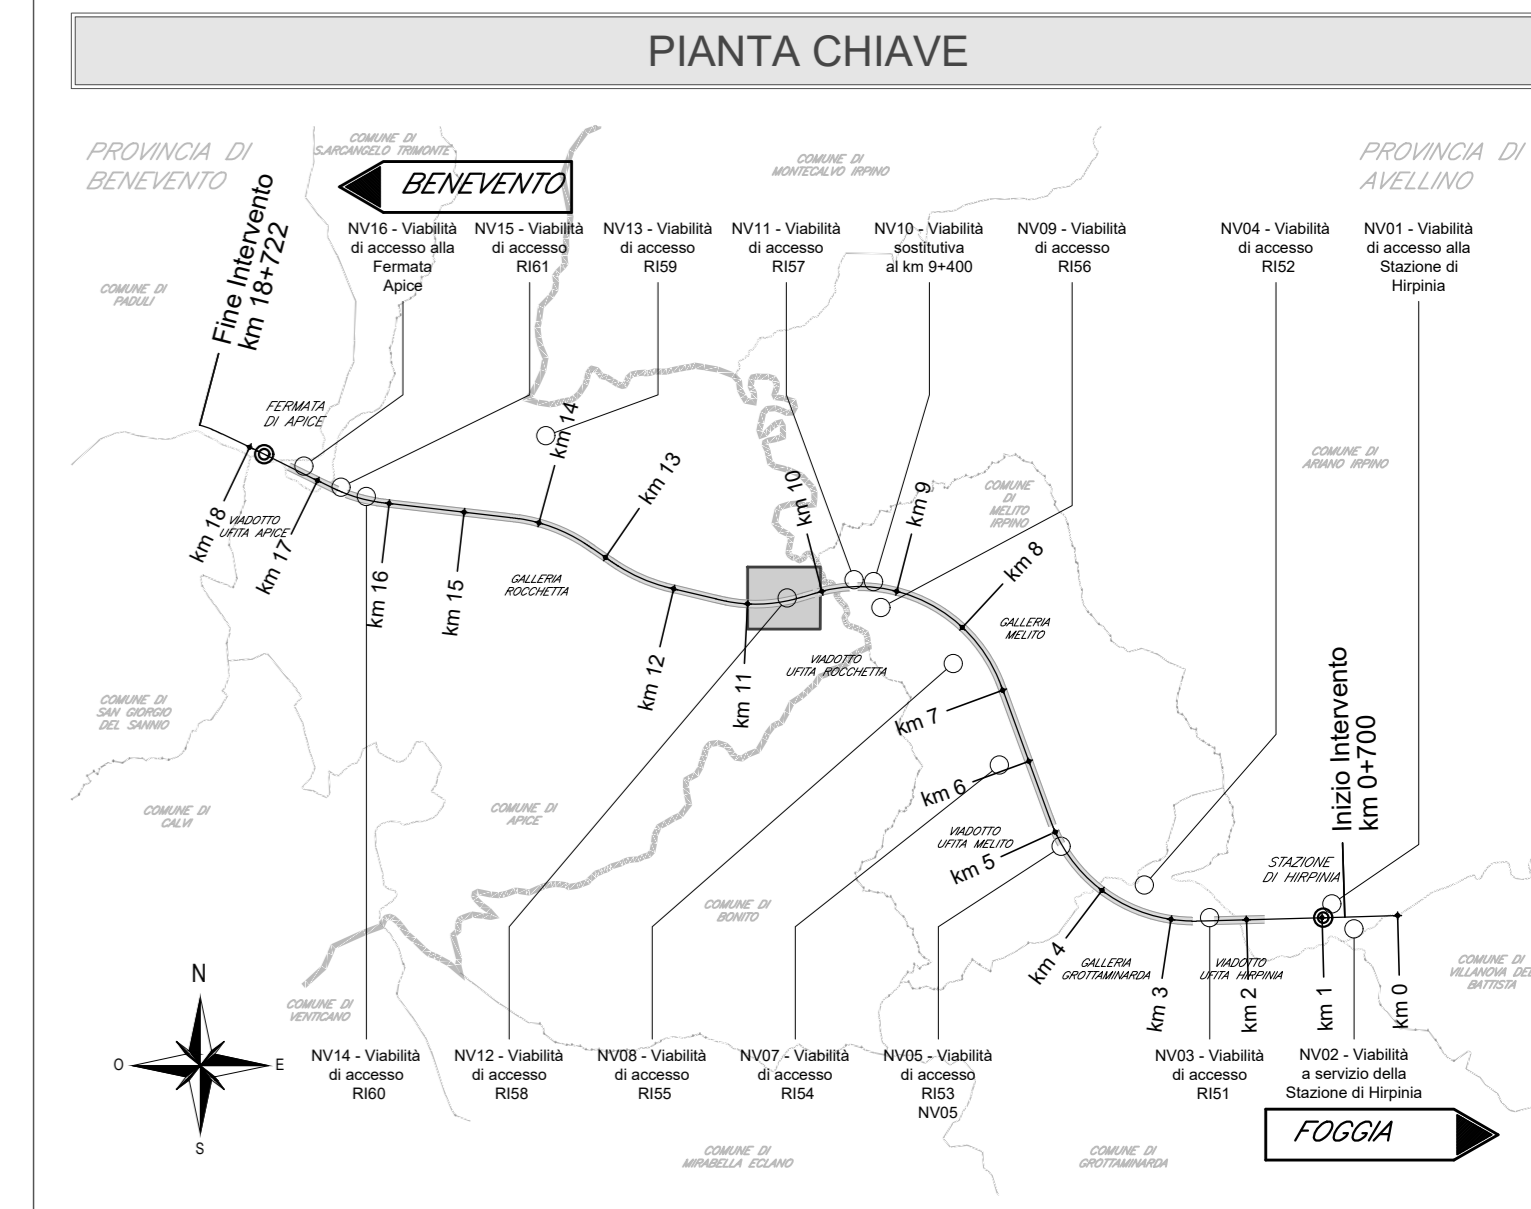 PIANTA CHIAVE
PROVINCIA DI
BENEVENTO
COMUNE DI
S.ARCANGELO TRIMONTE
BENEVENTO
COMUNE DI
MONTECALVO IRPINO
PROVINCIA DI
AVELLINO
NV16 - Viabilità
di accesso alla
Fermata
Apice
NV15 - Viabilità
di accesso
RI61
NV13 - Viabilità
di accesso
RI59
NV11 - Viabilità
di accesso
RI57
NV10 - Viabilità
sostitutiva
al km 9+400
NV09 - Viabilità
di accesso
RI56
NV04 - Viabilità
di accesso
RI52
NV01 - Viabilità
di accesso alla
Stazione di
Hirpinia
Fine Intervento
km 18+722
COMUNE DI
PADULI
FERMATA
DI APICE
km 14
km 13
km 10
km 9
COMUNE
DI
MELITO
IRPINO
COMUNE DI
ARIANO IRPINO
km 18
VIADOTTO
UFITA APICE
km 17
km 16
km 15
GALLERIA
ROCCHETTA
km 12
km 11
VIADOTTO
UFITA ROCCHETTA
km 8
GALLERIA
MELITO
km 7
km 6
Inizio Intervento
km 0+700
COMUNE DI
SAN GIORGIO
DEL SANNIO
COMUNE DI
CALVI
COMUNE DI
APICE
VIADOTTO
UFITA MELITO
km 5
STAZIONE
DI HIRPINIA
COMUNE DI
BONITO
km 4
GALLERIA
GROTTAMINARDA
km 3
VIADOTTO
UFITA HIRPINIA
km 2
km 1
km 0
COMUNE DI
VILLANOVA DEL
BATTISTA
COMUNE DI
VENTICANO
N
O
E
S
NV14 - Viabilità
di accesso
RI60
NV12 - Viabilità
di accesso
RI58
NV08 - Viabilità
di accesso
RI55
NV07 - Viabilità
di accesso
RI54
NV05 - Viabilità
di accesso
RI53
NV05
NV03 - Viabilità
di accesso
RI51
NV02 - Viabilità
a servizio della
Stazione di Hirpinia
FOGGIA
COMUNE DI
MIRABELLA ECLANO
COMUNE DI
GROTTAMINARDA